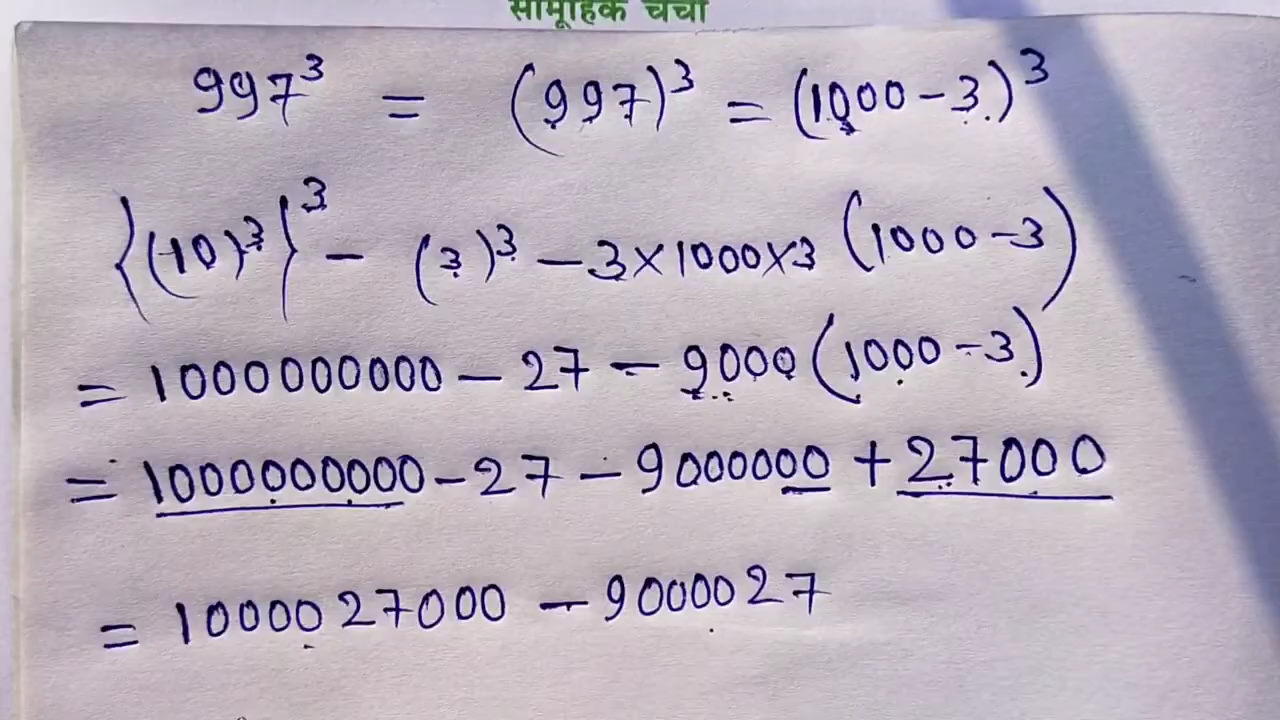 सामूहिक चर्चा
997³ = (997)³ = (1000-3)³
{(10)³}³ - (3)³ - 3×1000×3 (1000-3)
= 1000000000 - 27 - 9000 (1000-3)
= 1000000000 - 27 - 9000000 + 27000
= 1000027000 - 9000027